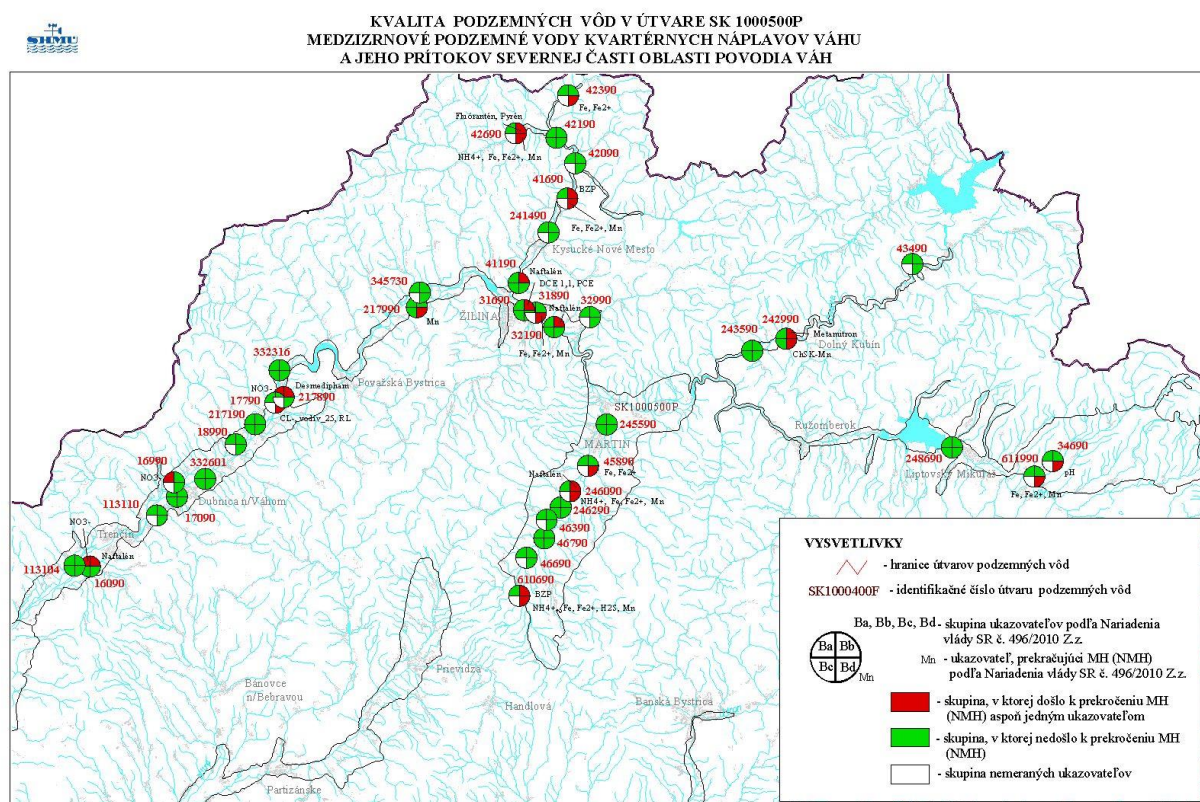 SHMÚ
KVALITA PODZEMNÝCH VÔD V ÚTVARE SK 1000500P
MEDZIZRNOVÉ PODZEMNÉ VODY KVARTÉRNYCH NÁPLAVOV VÁHU
A JEHO PRÍTOKOV SEVERNEJ ČASTI OBLASTI POVODIA VÁH
42390
Fe, Fe2+
Fluórantén, Pyrén
42690
42190
NH4+, Fe, Fe2+, Mn
42090
41690
BZP
Fe, Fe2+, Mn
241490
Kysucké Nové Mesto
43490
41190
Naftalén
DCE 1,1, PCE
345730
31690
31890
32990
217990
Mn
ŽILINA
Naftalén
32190
Fe, Fe2+, Mn
242990
243590
Metamitron
Dolný Kubín
ChSK-Mn
332316
Považská Bystrica
NO3-
Desmedipham
17790
217890
CL-, vodiv_25, RL
217190
18990
SK1000500P
245590
MARTIN
Ružomberok
248690
Liptovský Mikuláš
611990
34690
pH
Fe, Fe2+, Mn
16990
NO3-
332601
Dubnica n/Váhom
113110
17090
45890
Fe, Fe2+
Naftalén
246090
NH4+, Fe, Fe2+, Mn
246290
46390
46790
46690
NO3-
Trenčín
Naftalén
113104
16090
610690
BZP
NH4+, Fe, Fe2+, H2S, Mn
Prievidza
Bánovce
n/Bebravou
Handlová
Banská Bystrica
Partizánske
VYSVETLIVKY
- hranice útvarov podzemných vôd
SK1000400F - identifikačné číslo útvaru podzemných vôd
Ba, Bb, Bc, Bd - skupina ukazovateľov podľa Nariadenia
vlády SR č. 496/2010 Z.z.
Ba Bb
Bc Bd
Mn
Mn - ukazovateľ, prekračujúci MH (NMH)
podľa Nariadenia vlády SR č. 496/2010 Z.z.
- skupina, v ktorej došlo k prekročeniu MH
(NMH) aspoň jedným ukazovateľom
- skupina, v ktorej nedošlo k prekročeniu MH
(NMH)
- skupina nemeraných ukazovateľov